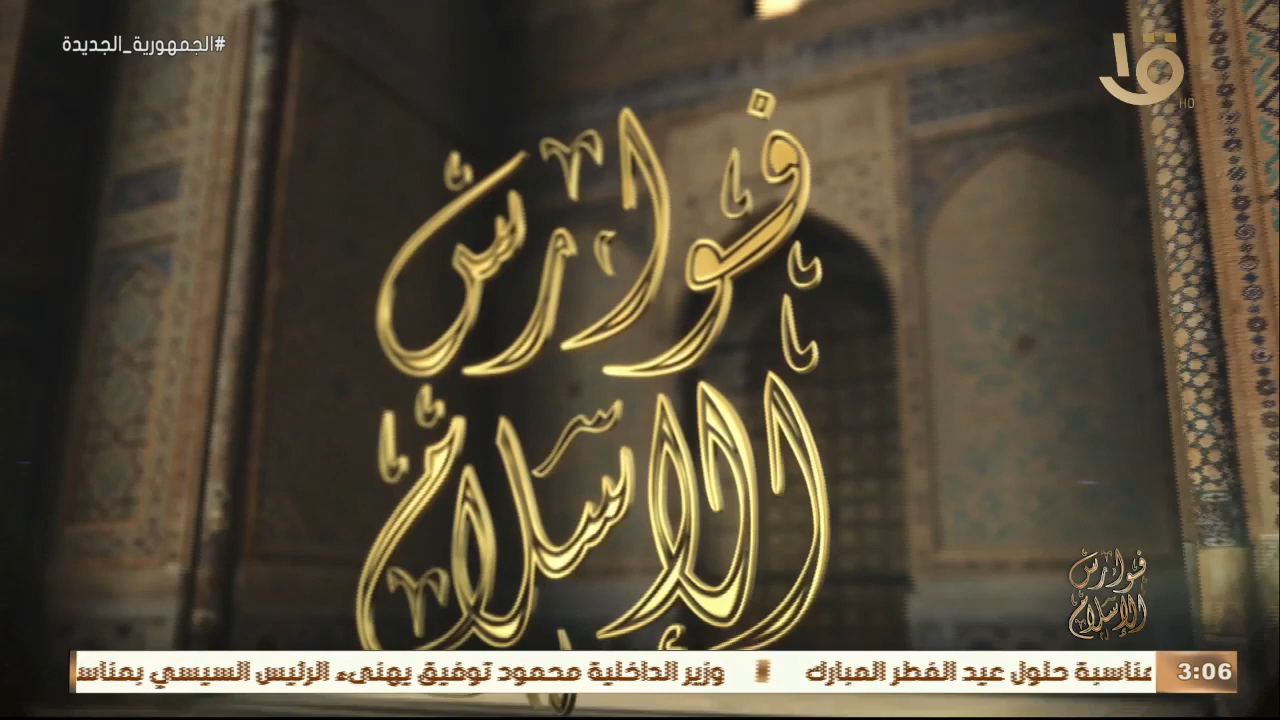 #الجمهورية_الجديدة
HD
فوارس
الإسلام
فوارس
الإسلام
3:06 مناسبة حلول عيد الفطر المبارك وزير الداخلية محمود توفيق يهنىء الرئيس السيسي بمناس